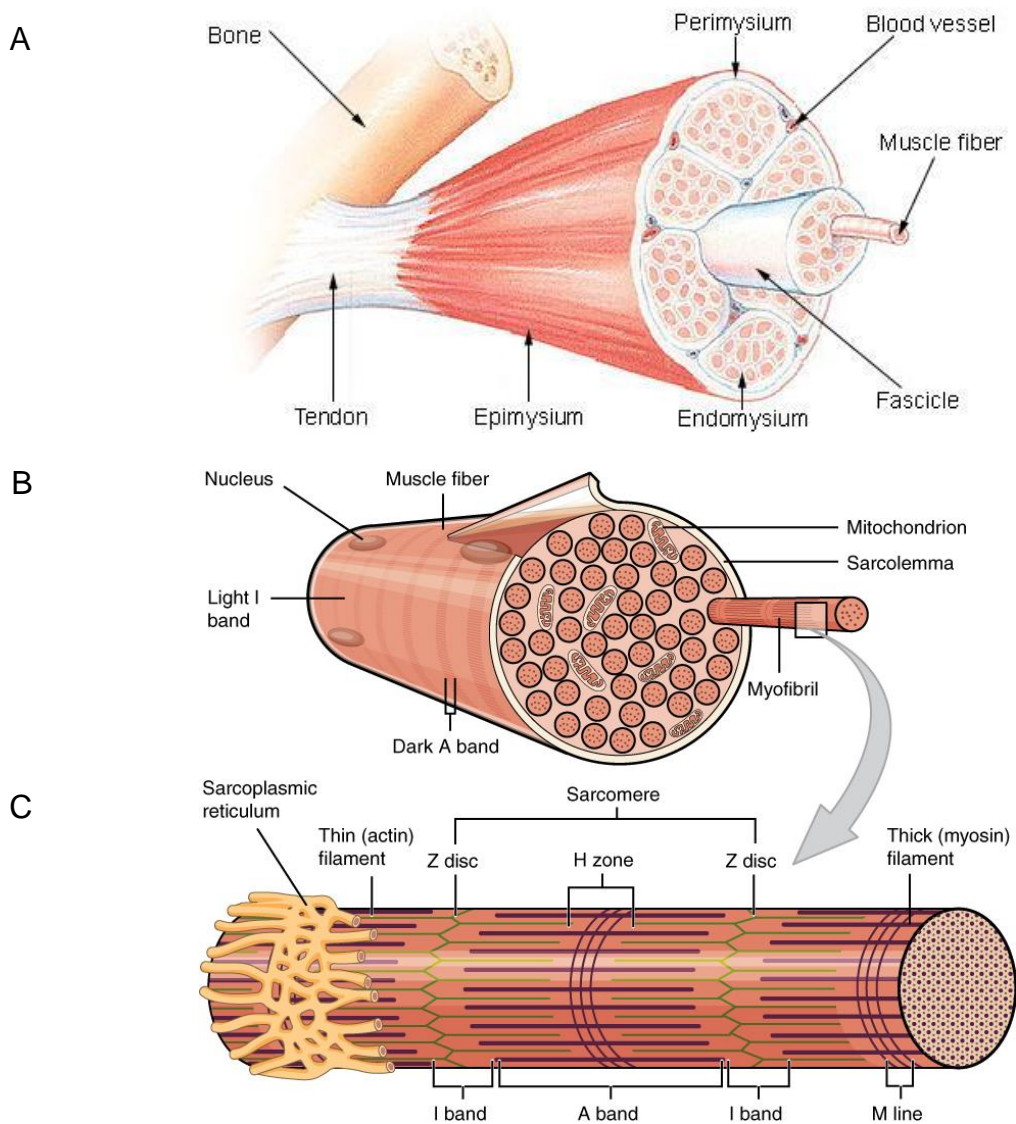 A
Bone
Perimysium
Blood vessel
Muscle fiber
Tendon
Epimysium
Endomysium
Fascicle
B
Nucleus
Muscle fiber
Mitochondrion
Sarcolemma
Light I
band
Myofibril
Dark A band
C
Sarcoplasmic
reticulum
Sarcomere
Thin (actin)
filament
Z disc
H zone
Z disc
Thick (myosin)
filament
I band
A band
I band
M line